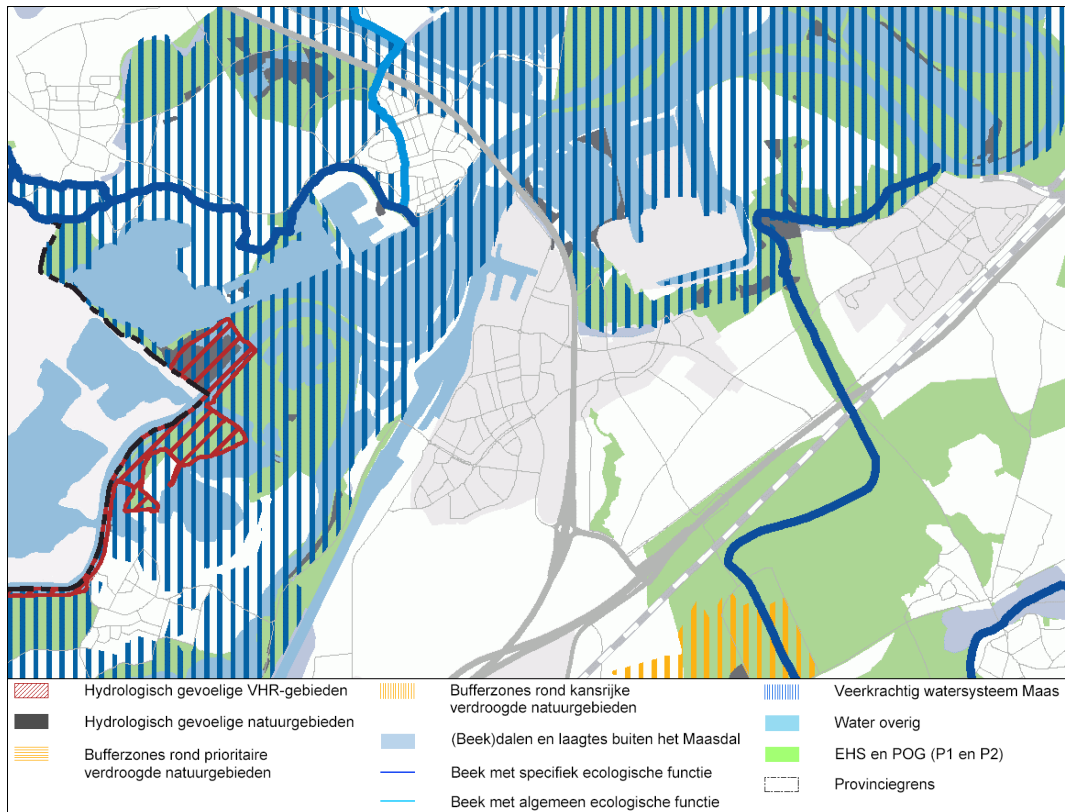 Hydrologisch gevoelige VHR-gebieden
Hydrologisch gevoelige natuurgebieden
Bufferzones rond prioritaire
verdroogde natuurgebieden
Bufferzones rond kansrijke
verdroogde natuurgebieden
(Beek)dalen en laagtes buiten het Maasdal
Beek met specifiek ecologische functie
Beek met algemeen ecologische functie
Veerkrachtig watersysteem Maas
Water overig
EHS en POG (P1 en P2)
Provinciegrens